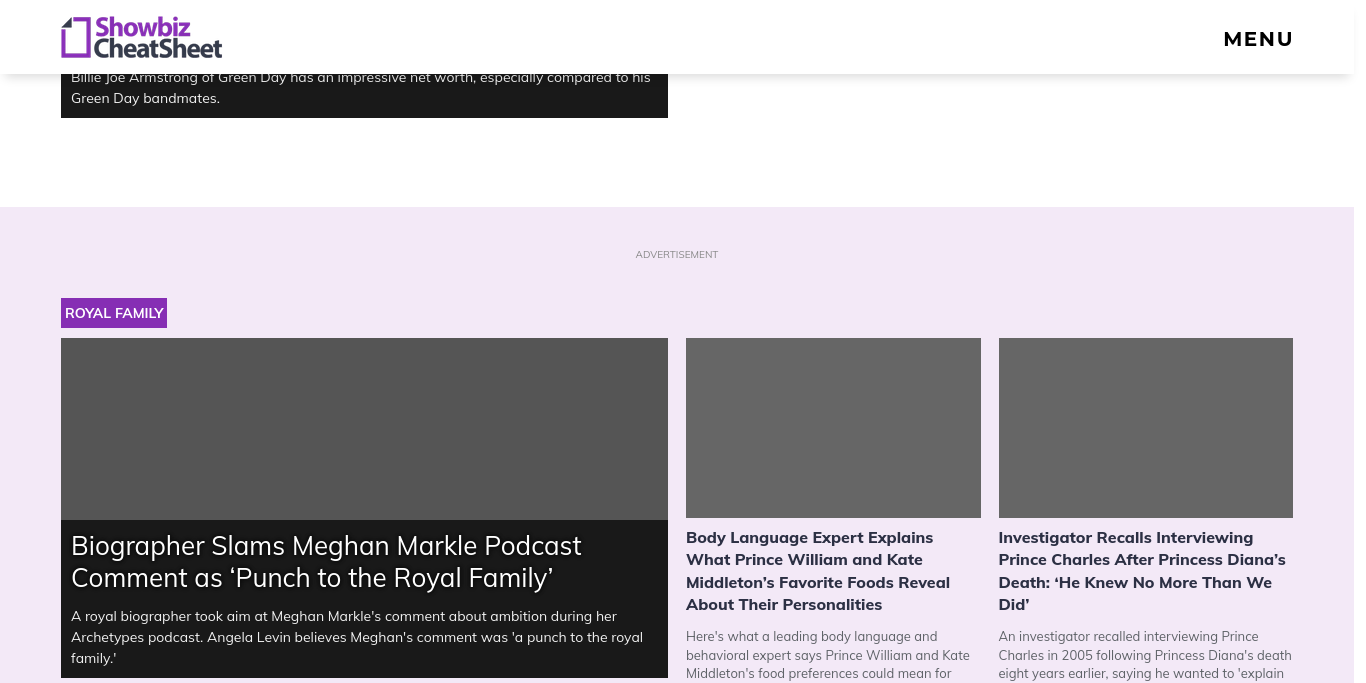 Showbiz
CheatSheet
MENU
Billie Joe Armstrong of Green Day has an impressive net worth, especially compared to his
Green Day bandmates.
ADVERTISEMENT
ROYAL FAMILY
Biographer Slams Meghan Markle Podcast
Comment as ‘Punch to the Royal Family’
A royal biographer took aim at Meghan Markle's comment about ambition during her
Archetypes podcast. Angela Levin believes Meghan's comment was 'a punch to the royal
family.'
Body Language Expert Explains
What Prince William and Kate
Middleton’s Favorite Foods Reveal
About Their Personalities
Here's what a leading body language and
behavioral expert says Prince William and Kate
Middleton's food preferences could mean for
Investigator Recalls Interviewing
Prince Charles After Princess Diana’s
Death: ‘He Knew No More Than We
Did’
An investigator recalled interviewing Prince
Charles in 2005 following Princess Diana's death
eight years earlier, saying he wanted to 'explain